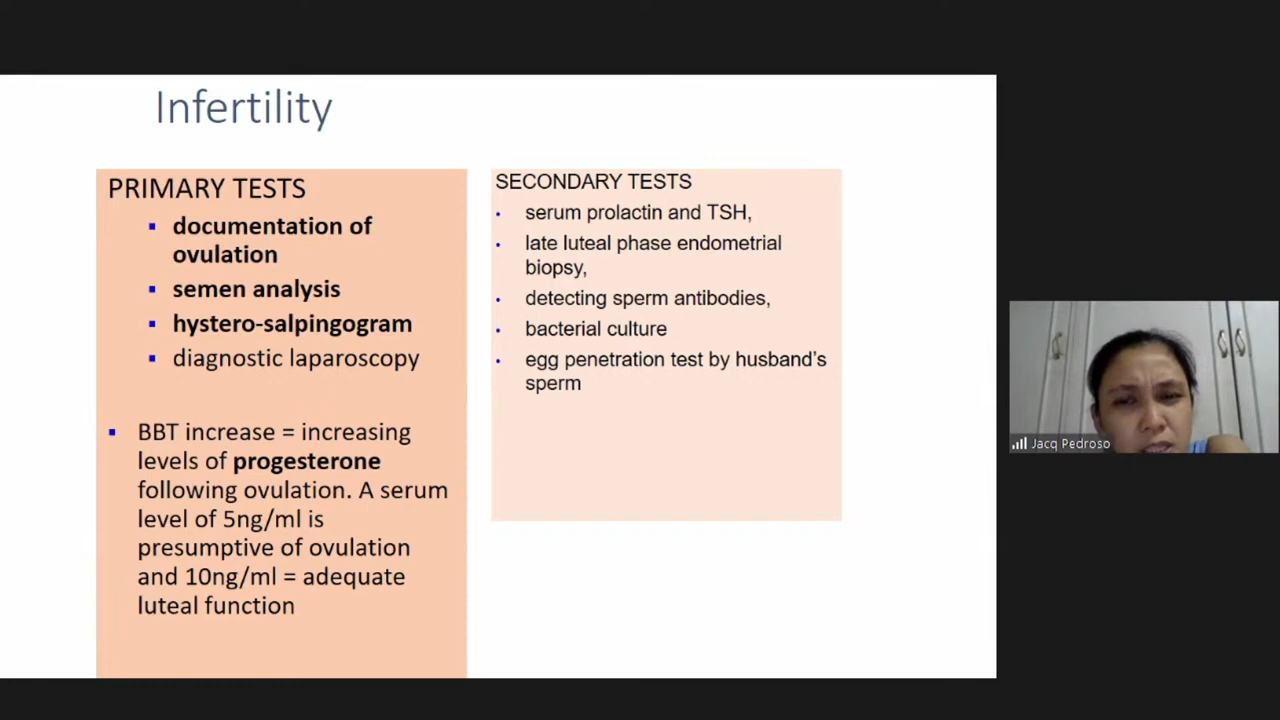 Infertility
PRIMARY TESTS
documentation of
ovulation
semen analysis
hystero-salpingogram
diagnostic laparoscopy
BBT increase = increasing
levels of progesterone
following ovulation. A serum
level of 5ng/ml is
presumptive of ovulation
and 10ng/ml = adequate
luteal function
SECONDARY TESTS
serum prolactin and TSH,
late luteal phase endometrial
biopsy,
detecting sperm antibodies,
bacterial culture
egg penetration test by husband's
sperm
Jacq Pedroso